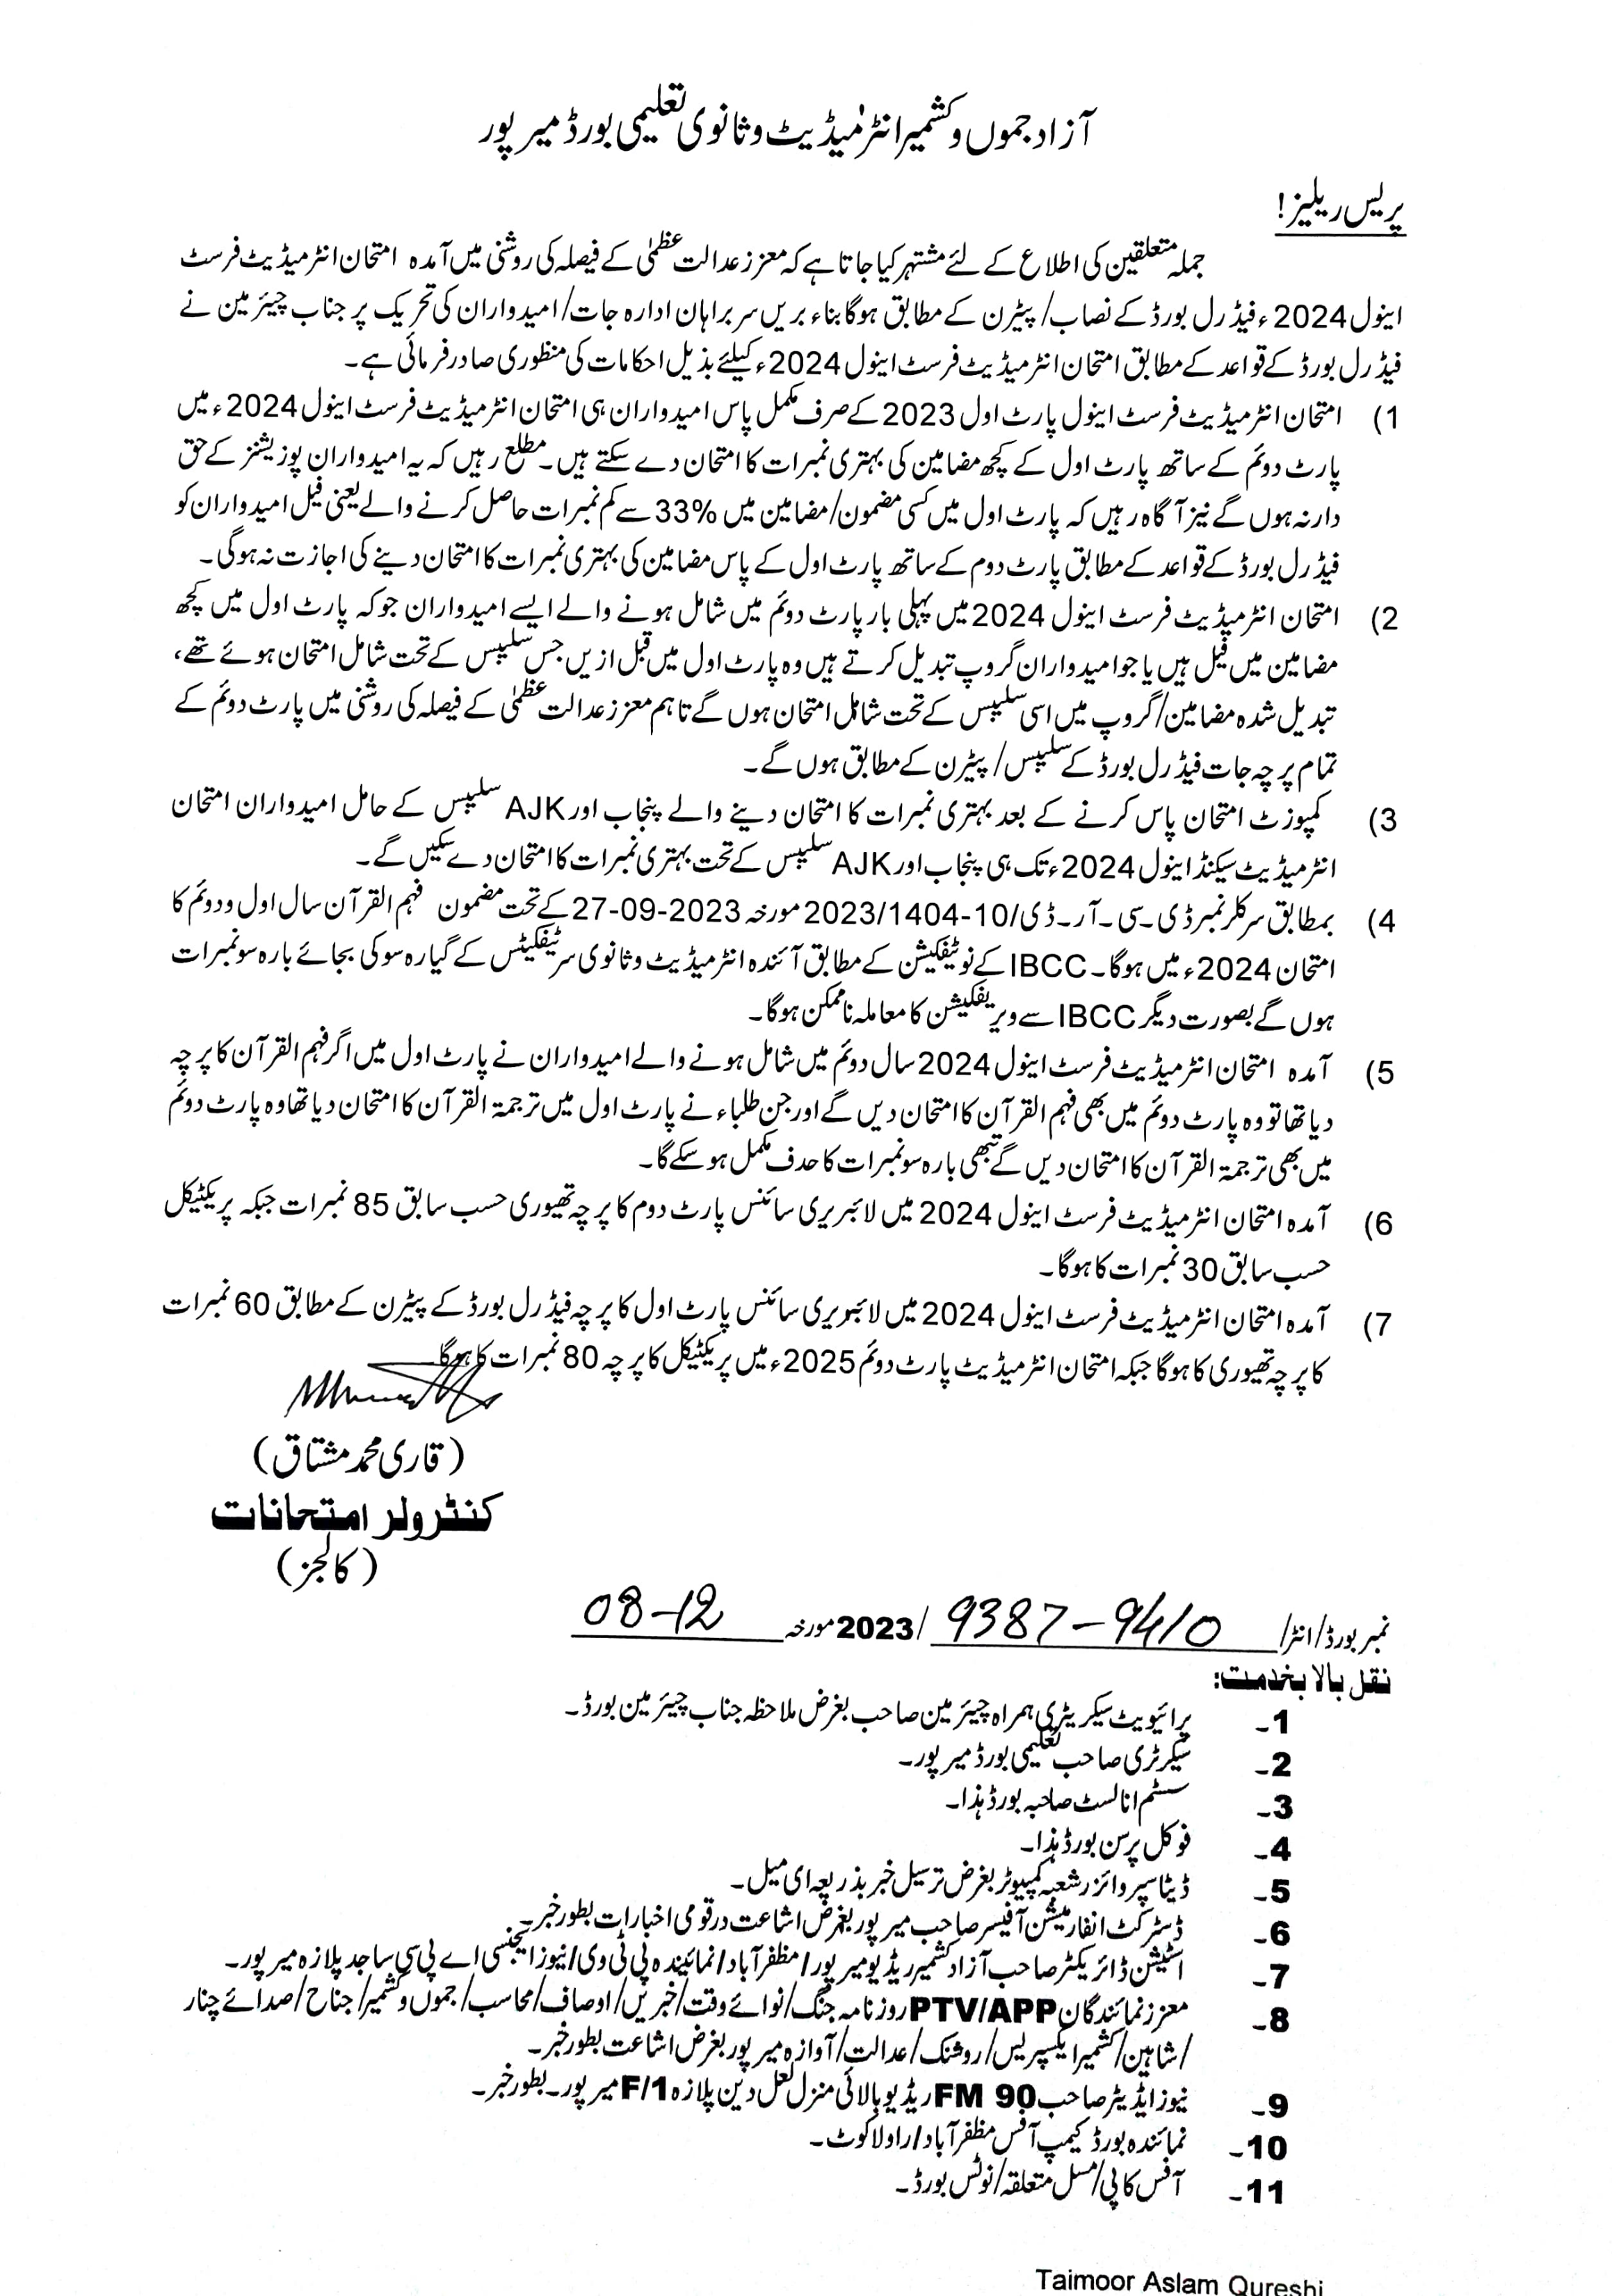 آزاد جموں و کشمیر انٹرمیڈیٹ و ثانوی تعلیمی بورڈ میرپور
پریس ریلیز!
جملہ متعلقین کی اطلاع کے لئے مشتہر کیا جاتا ہے کہ معزز عدالت عظمیٰ کے فیصلہ کی روشنی میں آمدہ امتحان انٹرمیڈیٹ فرسٹ
اینول 2024ء فیڈرل بورڈ کے نصاب/پیٹرن کے مطابق ہوگا بناء بریں سربراہان ادارہ جات/امیدواران کی تحریک پر جناب چیئرمین نے
فیڈرل بورڈ کے قواعد کے مطابق امتحان انٹرمیڈیٹ فرسٹ اینول 2024ء کیلئے بذیل احکامات کی منظوری صادر فرمائی ہے۔
1) امتحان انٹرمیڈیٹ فرسٹ اینول پارٹ اول 2023 کے صرف مکمل پاس امیدواران ہی امتحان انٹرمیڈیٹ فرسٹ اینول 2024ء میں
پارٹ دوئم کے ساتھ پارٹ اول کے کچھ مضامین کی بہتری نمبرات کا امتحان دے سکتے ہیں۔ مطلع رہیں کہ یہ امیدواران پوزیشنز کے حق
دار نہ ہوں گے نیز آگاہ رہیں کہ پارٹ اول میں کسی مضمون/مضامین میں 33% سے کم نمبرات حاصل کرنے والے یعنی فیل امیدواران کو
فیڈرل بورڈ کے قواعد کے مطابق پارٹ دوم کے ساتھ پارٹ اول کے پاس مضامین کی بہتری نمبرات کا امتحان دینے کی اجازت نہ ہوگی۔
2) امتحان انٹرمیڈیٹ فرسٹ اینول 2024 میں پہلی بار پارٹ دوئم میں شامل ہونے والے ایسے امیدواران جو کہ پارٹ اول میں کچھ
مضامین میں فیل ہیں یا جو امیدواران گروپ تبدیل کرتے ہیں وہ پارٹ اول میں قبل ازیں جس سلیبس کے تحت شامل امتحان ہوئے تھے،
تبدیل شدہ مضامین/گروپ میں اسی سلیبس کے تحت شامل امتحان ہوں گے تاہم معزز عدالت عظمیٰ کے فیصلہ کی روشنی میں پارٹ دوئم کے
تمام پرچہ جات فیڈرل بورڈ کے سلیبس/پیٹرن کے مطابق ہوں گے۔
3) کمپوزٹ امتحان پاس کرنے کے بعد بہتری نمبرات کا امتحان دینے والے پنجاب اور AJK سلیبس کے حامل امیدواران امتحان
انٹرمیڈیٹ سیکنڈ اینول 2024ء تک ہی پنجاب اور AJK سلیبس کے تحت بہتری نمبرات کا امتحان دے سکیں گے۔
4) بمطابق سرکلر نمبر ڈی۔سی۔آر۔ڈی/10-1404/2023 مورخہ 27-09-2023 کے تحت مضمون فہم القرآن سال اول و دوئم کا
امتحان 2024ء میں ہوگا۔ IBCC کے نوٹیفکیشن کے مطابق آئندہ انٹرمیڈیٹ و ثانوی سرٹیفکیٹس کے گیارہ سو کی بجائے بارہ سو نمبرات
ہوں گے بصورت دیگر IBCC سے ویریفکیشن کا معاملہ ناممکن ہوگا۔
5) آمدہ امتحان انٹرمیڈیٹ فرسٹ اینول 2024 سال دوئم میں شامل ہونے والے امیدواران نے پارٹ اول میں اگر فہم القرآن کا پرچہ
دیا تھا تو وہ پارٹ دوئم میں بھی فہم القرآن کا امتحان دیں گے اور جن طلباء نے پارٹ اول میں ترجمۃ القرآن کا امتحان دیا تھا وہ پارٹ دوئم
میں بھی ترجمۃ القرآن کا امتحان دیں گے تبھی بارہ سو نمبرات کا حدف مکمل ہو سکے گا۔
6) آمدہ امتحان انٹرمیڈیٹ فرسٹ اینول 2024 میں لائبریری سائنس پارٹ دوم کا پرچہ تھیوری حسب سابق 85 نمبرات جبکہ پریکٹیکل
حسب سابق 30 نمبرات کا ہوگا۔
7) آمدہ امتحان انٹرمیڈیٹ فرسٹ اینول 2024 میں لائبریری سائنس پارٹ اول کا پرچہ فیڈرل بورڈ کے پیٹرن کے مطابق 60 نمبرات
کا پرچہ تھیوری کا ہوگا جبکہ امتحان انٹرمیڈیٹ پارٹ دوئم 2025ء میں پریکٹیکل کا پرچہ 80 نمبرات کا ہوگا
(قاری محمد مشتاق)
کنٹرولر امتحانات
(کالجز)
نمبر بورڈ/انٹر/ 9387-9410 /2023 مورخہ 08-12
نقل بالا بخدمت:
1۔ پرائیویٹ سیکریٹری ہمراہ چیئرمین صاحب بغرض ملاحظہ جناب چیئرمین بورڈ۔
2۔ سیکرٹری صاحب تعلیمی بورڈ میرپور۔
3۔ سسٹم انالسٹ صاحبہ بورڈ ہذا۔
4۔ فوکل پرسن بورڈ ہذا۔
5۔ ڈیٹا سپروائزر شعبہ کمپیوٹر بغرض ترسیل خبر بذریعہ ای میل۔
6۔ ڈسٹرکٹ انفارمیشن آفیسر صاحب میرپور بغرض اشاعت در قومی اخبارات بطور خبر۔
7۔ اسٹیشن ڈائریکٹر صاحب آزاد کشمیر ریڈیو میرپور/مظفرآباد/نمائیندہ پی ٹی وی/نیوز ایجنسی اے پی پی ساجد پلازہ میرپور۔
8۔ معزز نمائندگان PTV/APP روزنامہ جنگ/نوائے وقت/خبریں/اوصاف/محاسب/جموں و کشمیر/جناح/صدائے چنار
/شاہین/کشمیر ایکسپریس/روشنک/عدالت/آوازہ میرپور بغرض اشاعت بطور خبر۔
9۔ نیوز ایڈیٹر صاحب FM 90 ریڈیو بالائی منزل لعل دین پلازہ F/1 میرپور۔ بطور خبر۔
10۔ نمائندہ بورڈ کیمپ آفس مظفرآباد/راولاکوٹ۔
11۔ آفس کاپی/مسل متعلقہ/نوٹس بورڈ۔
Taimoor Aslam Qureshi